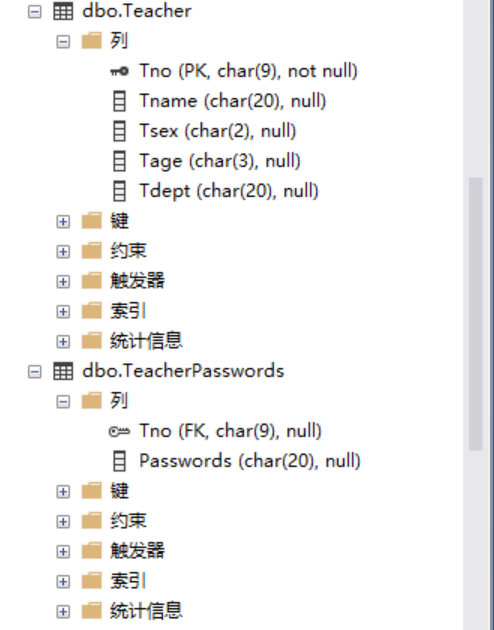 dbo.Teacher
列
Tno (PK, char(9), not null)
Tname (char(20), null)
Tsex (char(2), null)
Tage (char(3), null)
Tdept (char(20), null)
键
约束
触发器
索引
统计信息
dbo.TeacherPasswords
列
Tno (FK, char(9), null)
Passwords (char(20), null)
键
约束
触发器
索引
统计信息